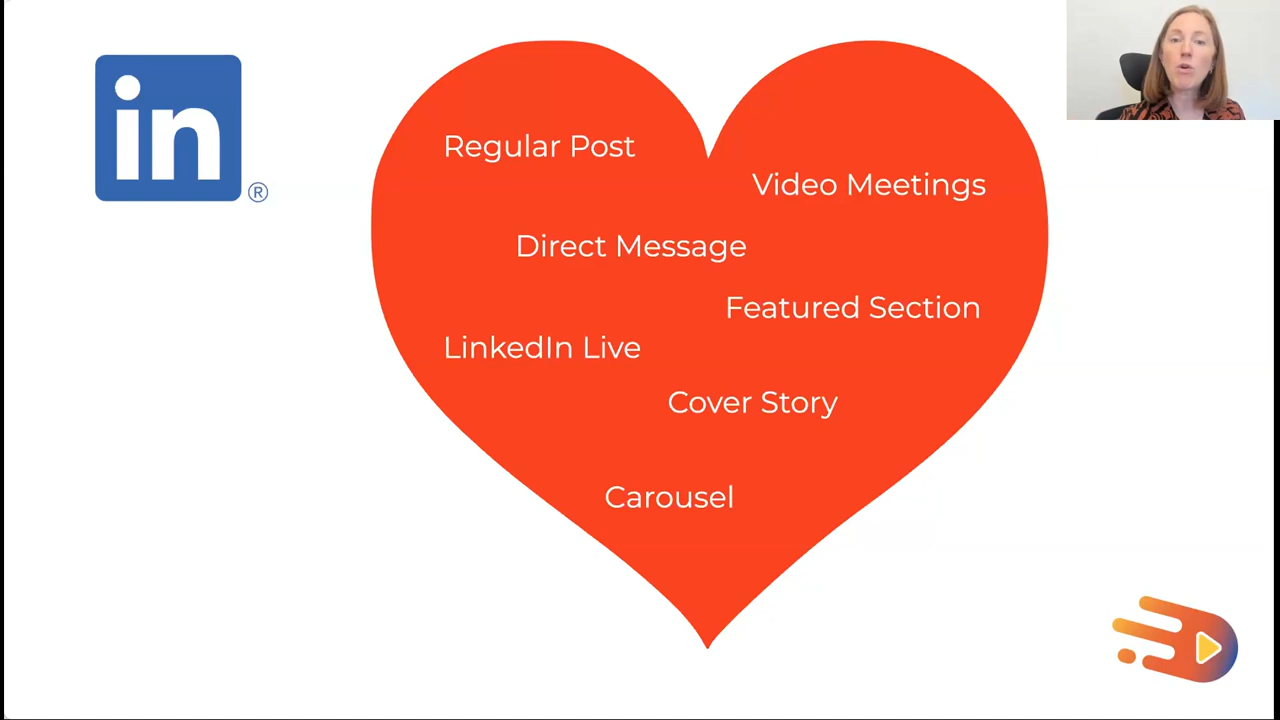 in
®
Regular Post
Video Meetings
Direct Message
Featured Section
LinkedIn Live
Cover Story
Carousel